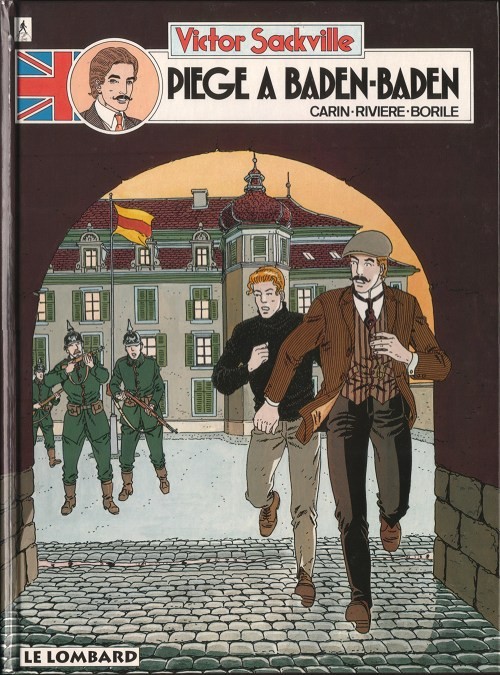 Victor Sackville
PIEGE A BADEN-BADEN
CARIN·RIVIERE·BORILE
LE LOMBARD